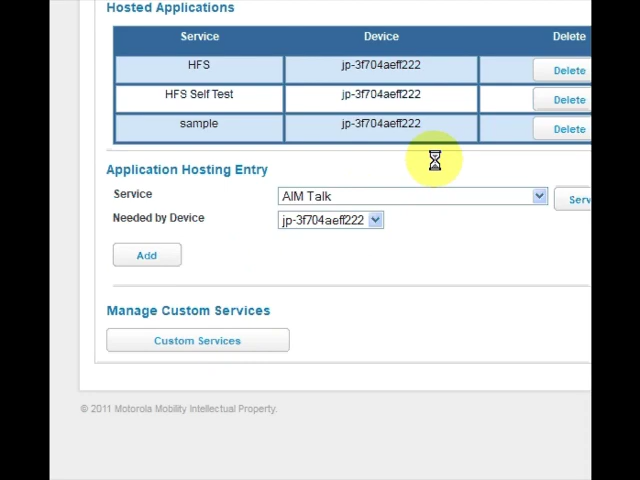 Hosted Applications
Service Device Delete
HFS jp-3f704aeff222 Delete
HFS Self Test jp-3f704aeff222 Delete
sample jp-3f704aeff222 Delete
Application Hosting Entry
Service AIM Talk Serv
Needed by Device jp-3f704aeff222
Add
Manage Custom Services
Custom Services
© 2011 Motorola Mobility Intellectual Property.